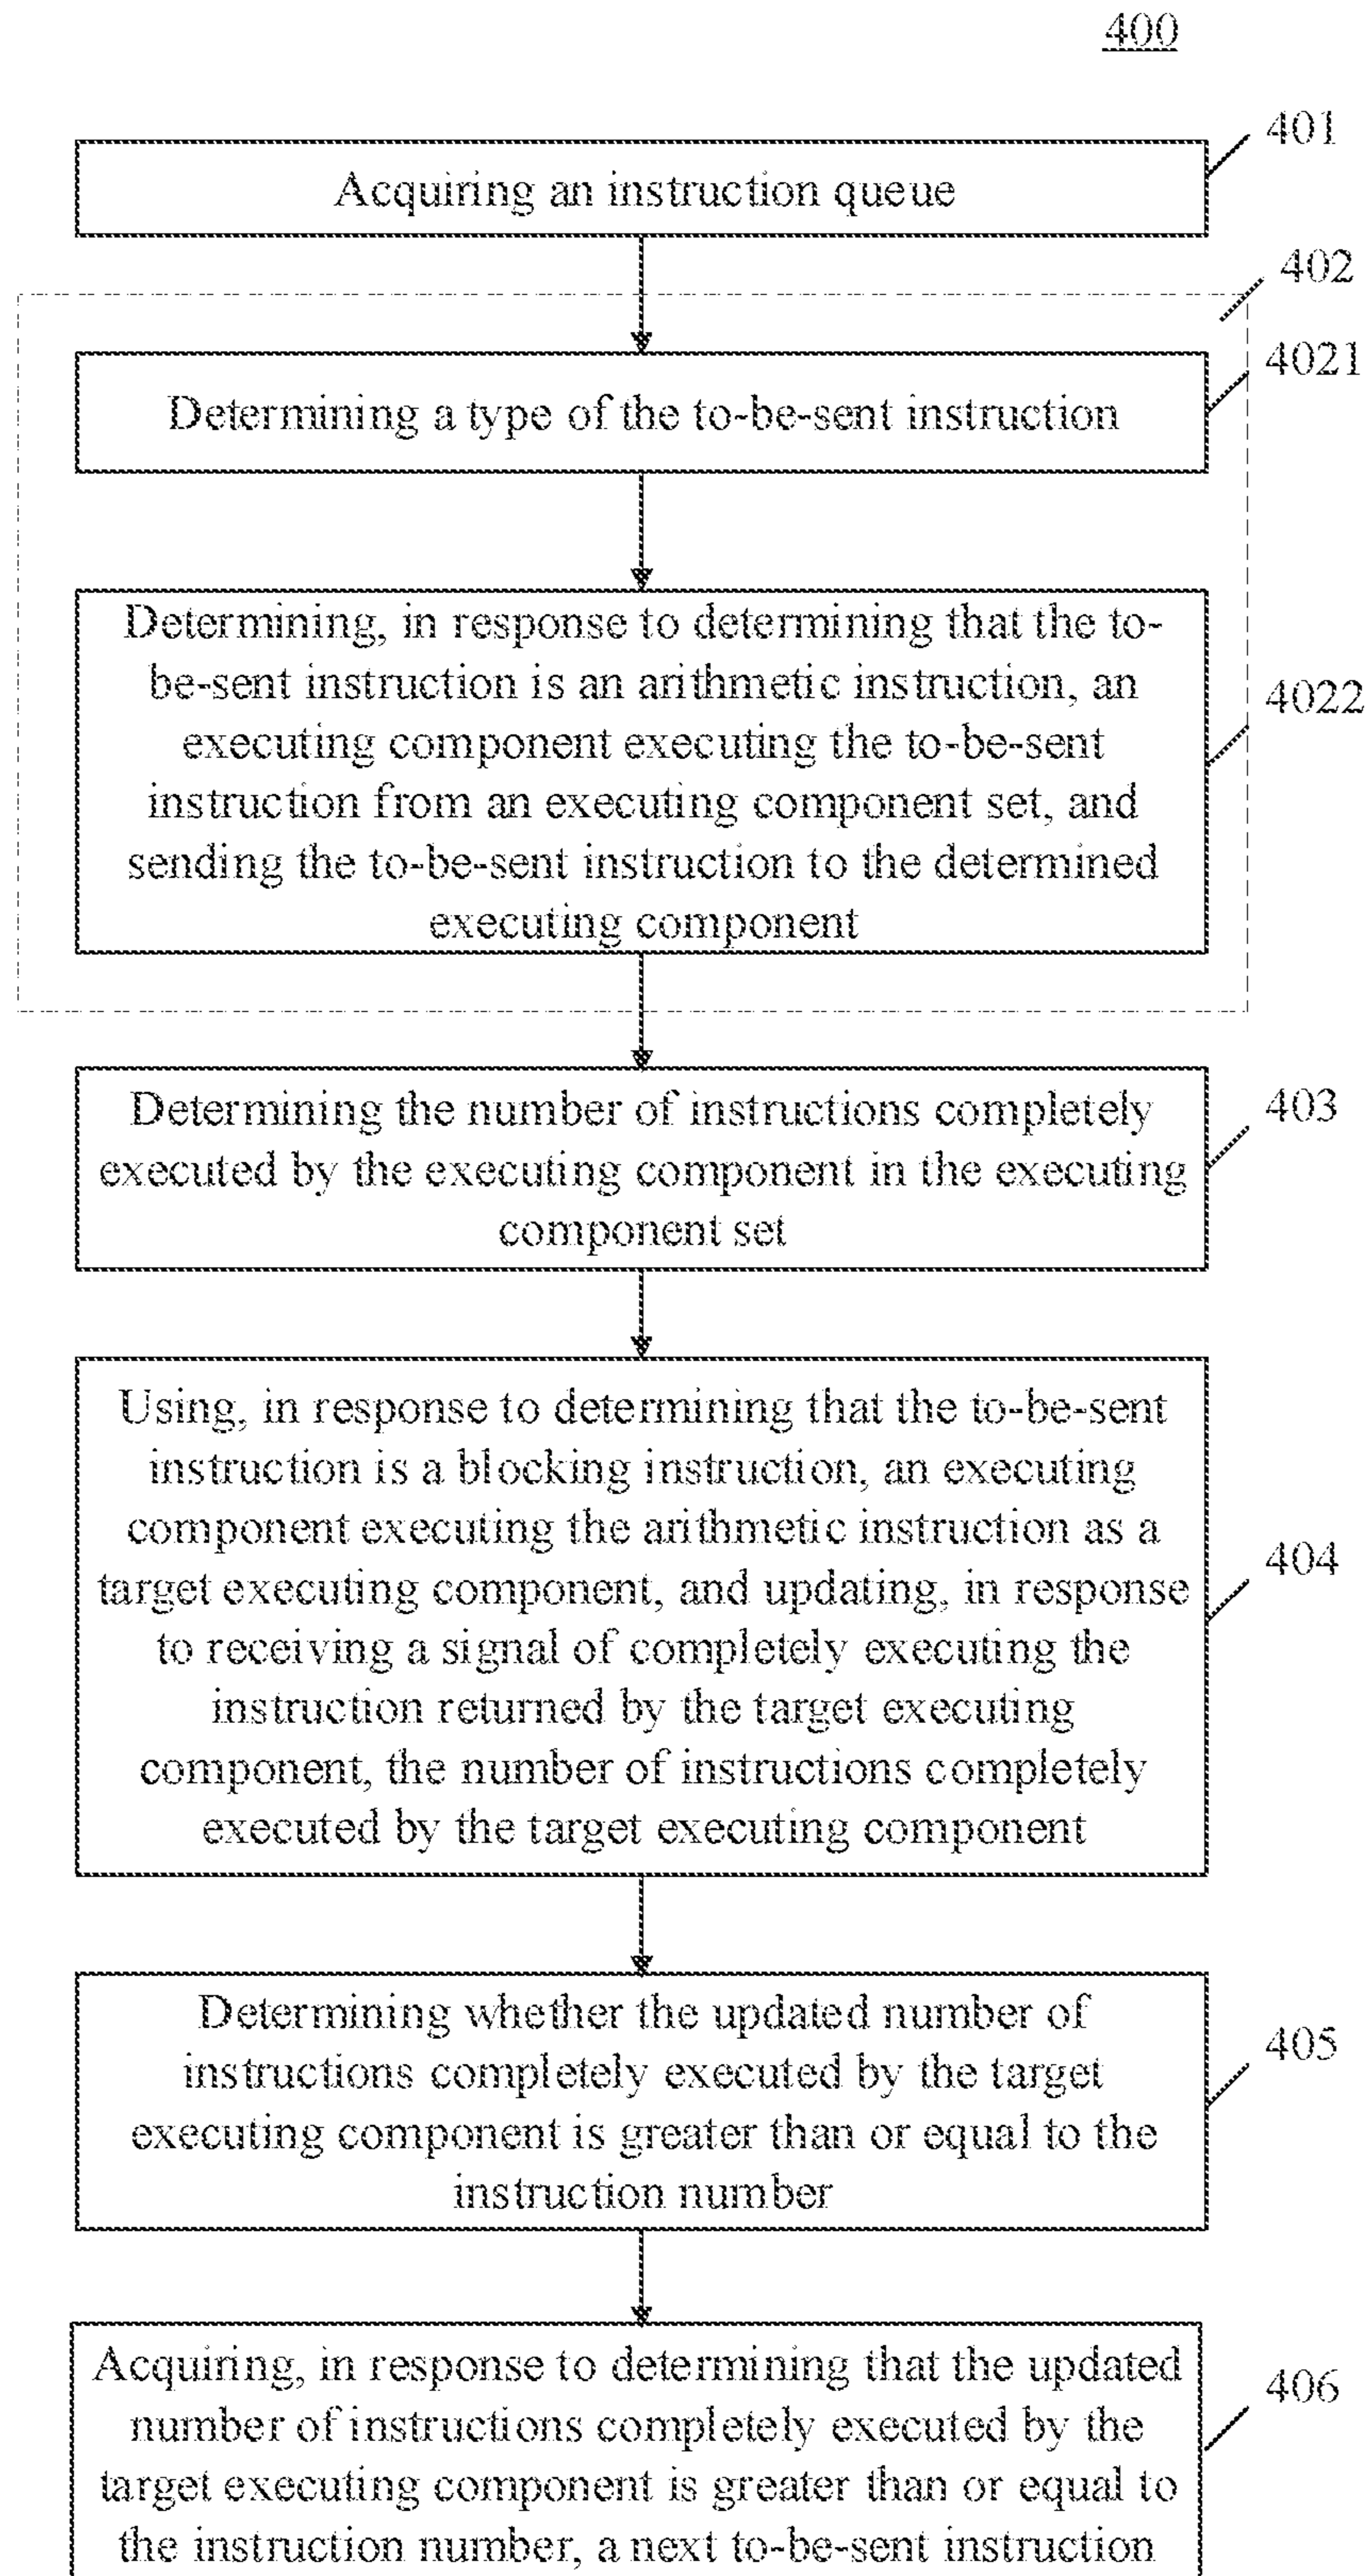 400
401
Acquiring an instruction queue
402
4021
Determining a type of the to-be-sent instruction
Determining, in response to determining that the to-
be-sent instruction is an arithmetic instruction, an
executing component executing the to-be-sent
instruction from an executing component set, and
sending the to-be-sent instruction to the determined
executing component
4022
Determining the number of instructions completely
executed by the executing component in the executing
component set
403
Using, in response to determining that the to-be-sent
instruction is a blocking instruction, an executing
component executing the arithmetic instruction as a
target executing component, and updating, in response
to receiving a signal of completely executing the
instruction returned by the target executing
component, the number of instructions completely
executed by the target executing component
404
Determining whether the updated number of
instructions completely executed by the target
executing component is greater than or equal to the
instruction number
405
Acquiring, in response to determining that the updated
number of instructions completely executed by the
target executing component is greater than or equal to
the instruction number, a next to-be-sent instruction
406